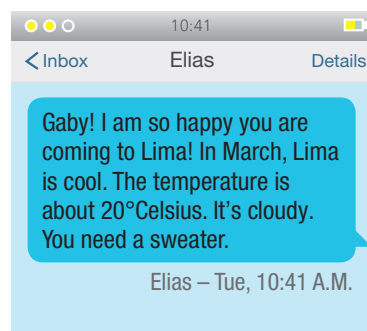 10:41
Inbox Elias Details
Gaby! I am so happy you are
coming to Lima! In March, Lima
is cool. The temperature is
about 20°Celsius. It's cloudy.
You need a sweater.
Elias – Tue, 10:41 A.M.